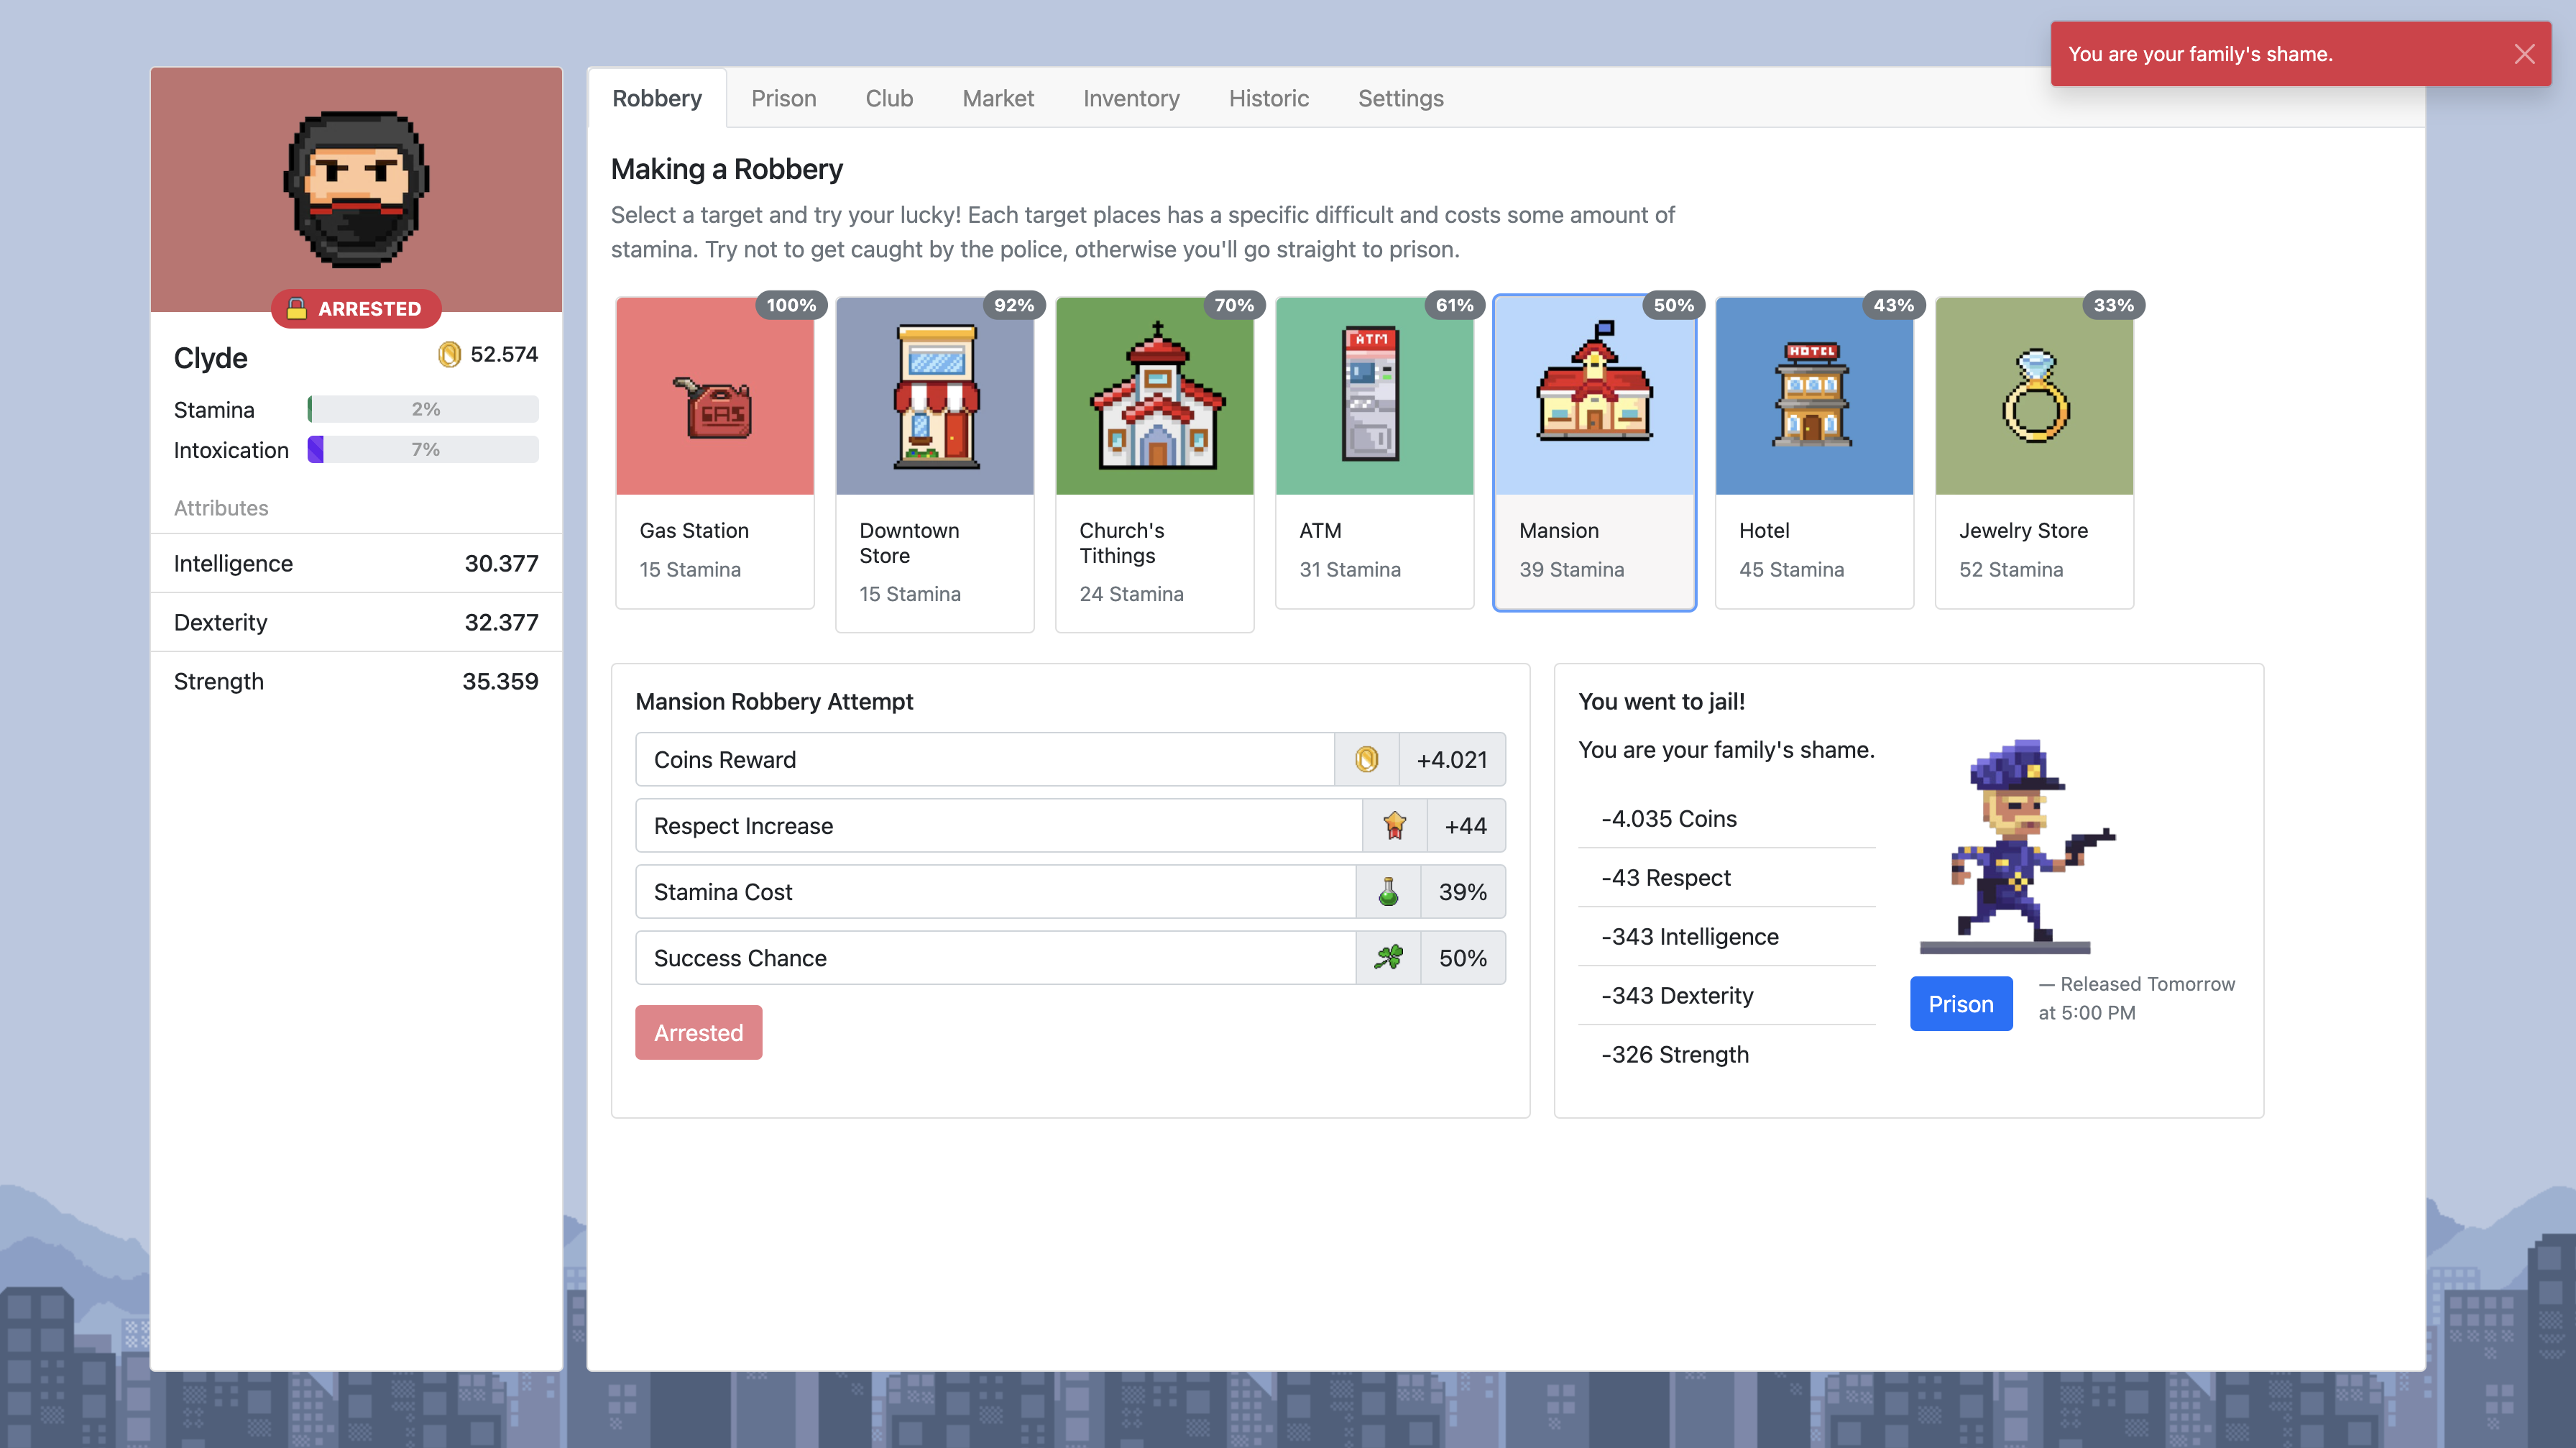 You are your family's shame.
Robbery Prison Club Market Inventory Historic Settings
ARRESTED
Clyde 52.574
Stamina 2%
Intoxication 7%
Attributes
Intelligence 30.377
Dexterity 32.377
Strength 35.359
Making a Robbery
Select a target and try your lucky! Each target places has a specific difficult and costs some amount of
stamina. Try not to get caught by the police, otherwise you'll go straight to prison.
100%
GAS
Gas Station
15 Stamina
92%
Downtown
Store
15 Stamina
70%
Church's
Tithings
24 Stamina
61%
ATM
ATM
31 Stamina
50%
Mansion
39 Stamina
43%
HOTEL
Hotel
45 Stamina
33%
Jewelry Store
52 Stamina
Mansion Robbery Attempt
Coins Reward +4.021
Respect Increase +44
Stamina Cost 39%
Success Chance 50%
Arrested
You went to jail!
You are your family's shame.
-4.035 Coins
-43 Respect
-343 Intelligence
-343 Dexterity
-326 Strength
Prison
— Released Tomorrow
at 5:00 PM